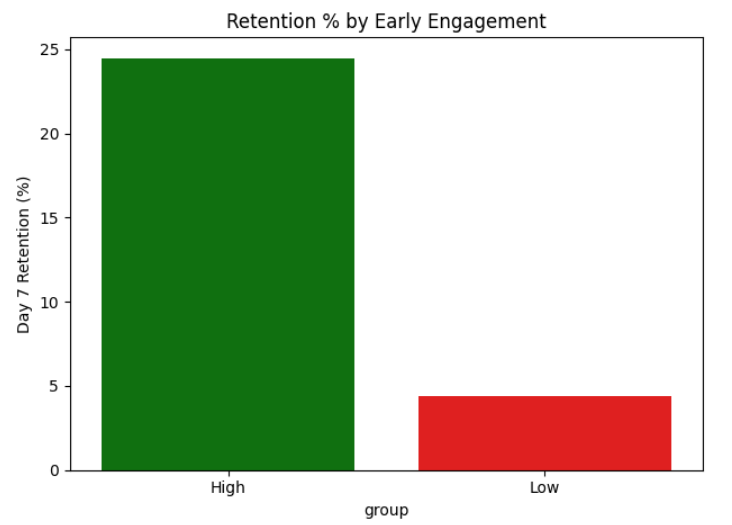 Retention % by Early Engagement
Day 7 Retention (%)
25
20
15
10
5
0
High Low
group